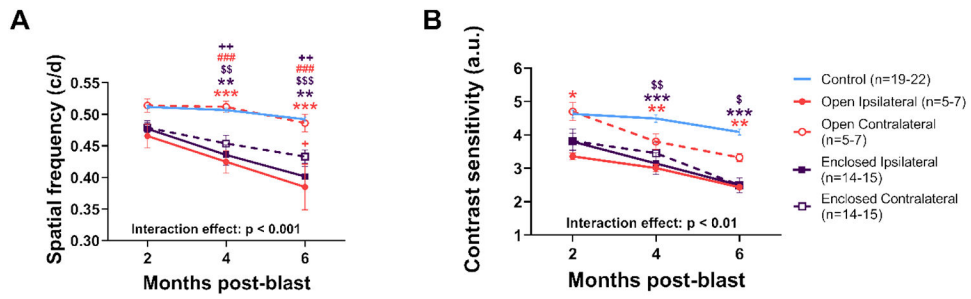 A
Spatial frequency (c/d)
0.55
0.50
0.45
0.40
0.35
0.30
++
###
$$
**
***
++
###
$$$
**
***
+
‡
Interaction effect: p < 0.001
2
4
6
Months post-blast
B
Contrast sensitivity (a.u.)
6
5
4
3
2
1
*
$$
***
**
$
***
**
Interaction effect: p < 0.01
2
4
6
Months post-blast
Control (n=19-22)
Open Ipsilateral (n=5-7)
Open Contralateral
(n=5-7)
Enclosed Ipsilateral
(n=14-15)
Enclosed Contralateral
(n=14-15)